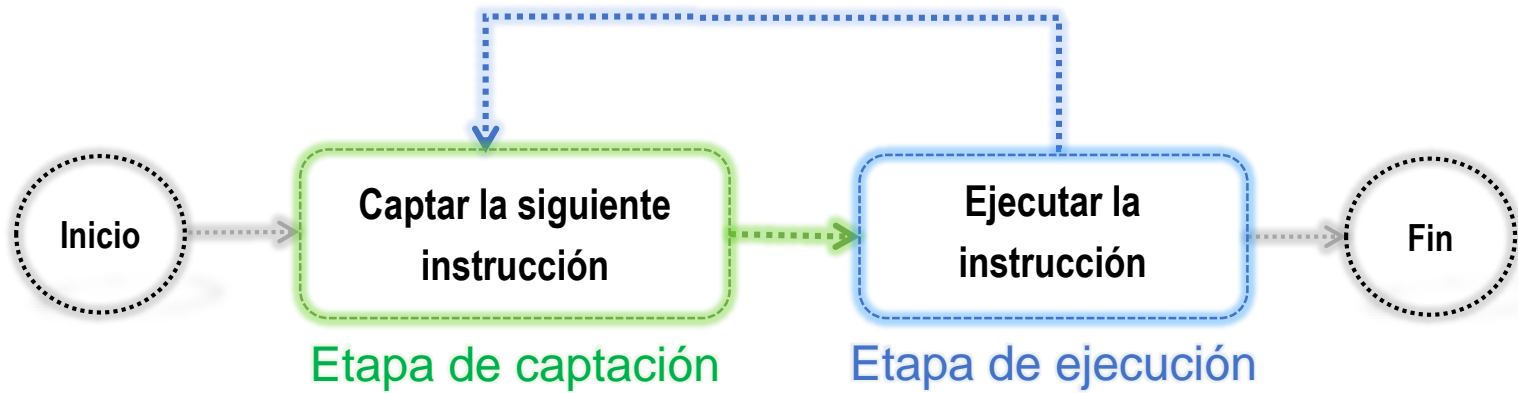 Inicio
Captar la siguiente
instrucción
Ejecutar la
instrucción
Fin
Etapa de captación
Etapa de ejecución